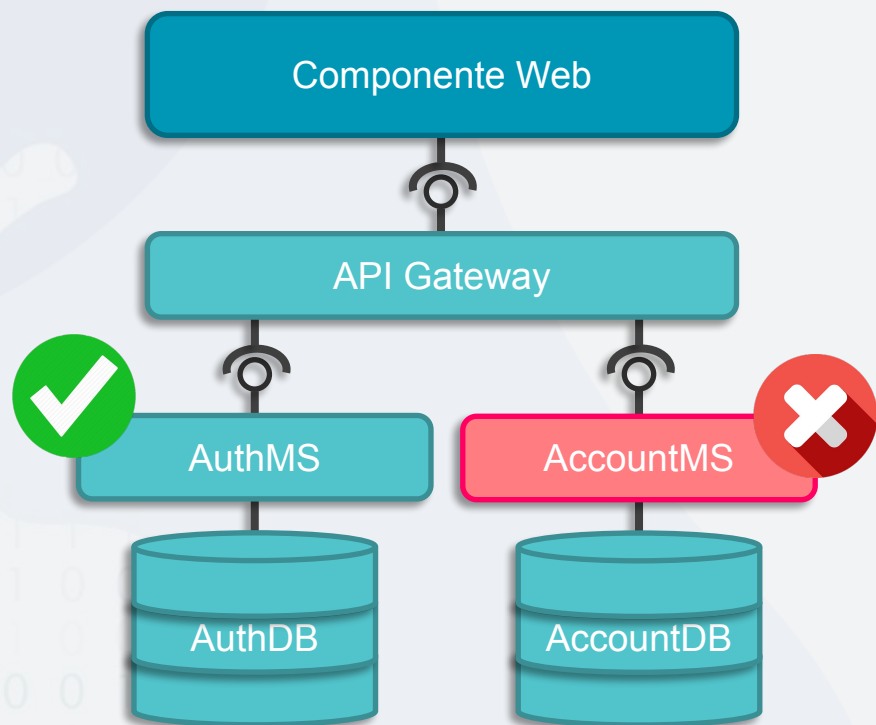 Componente Web
API Gateway
AuthMS
AccountMS
AuthDB
AccountDB